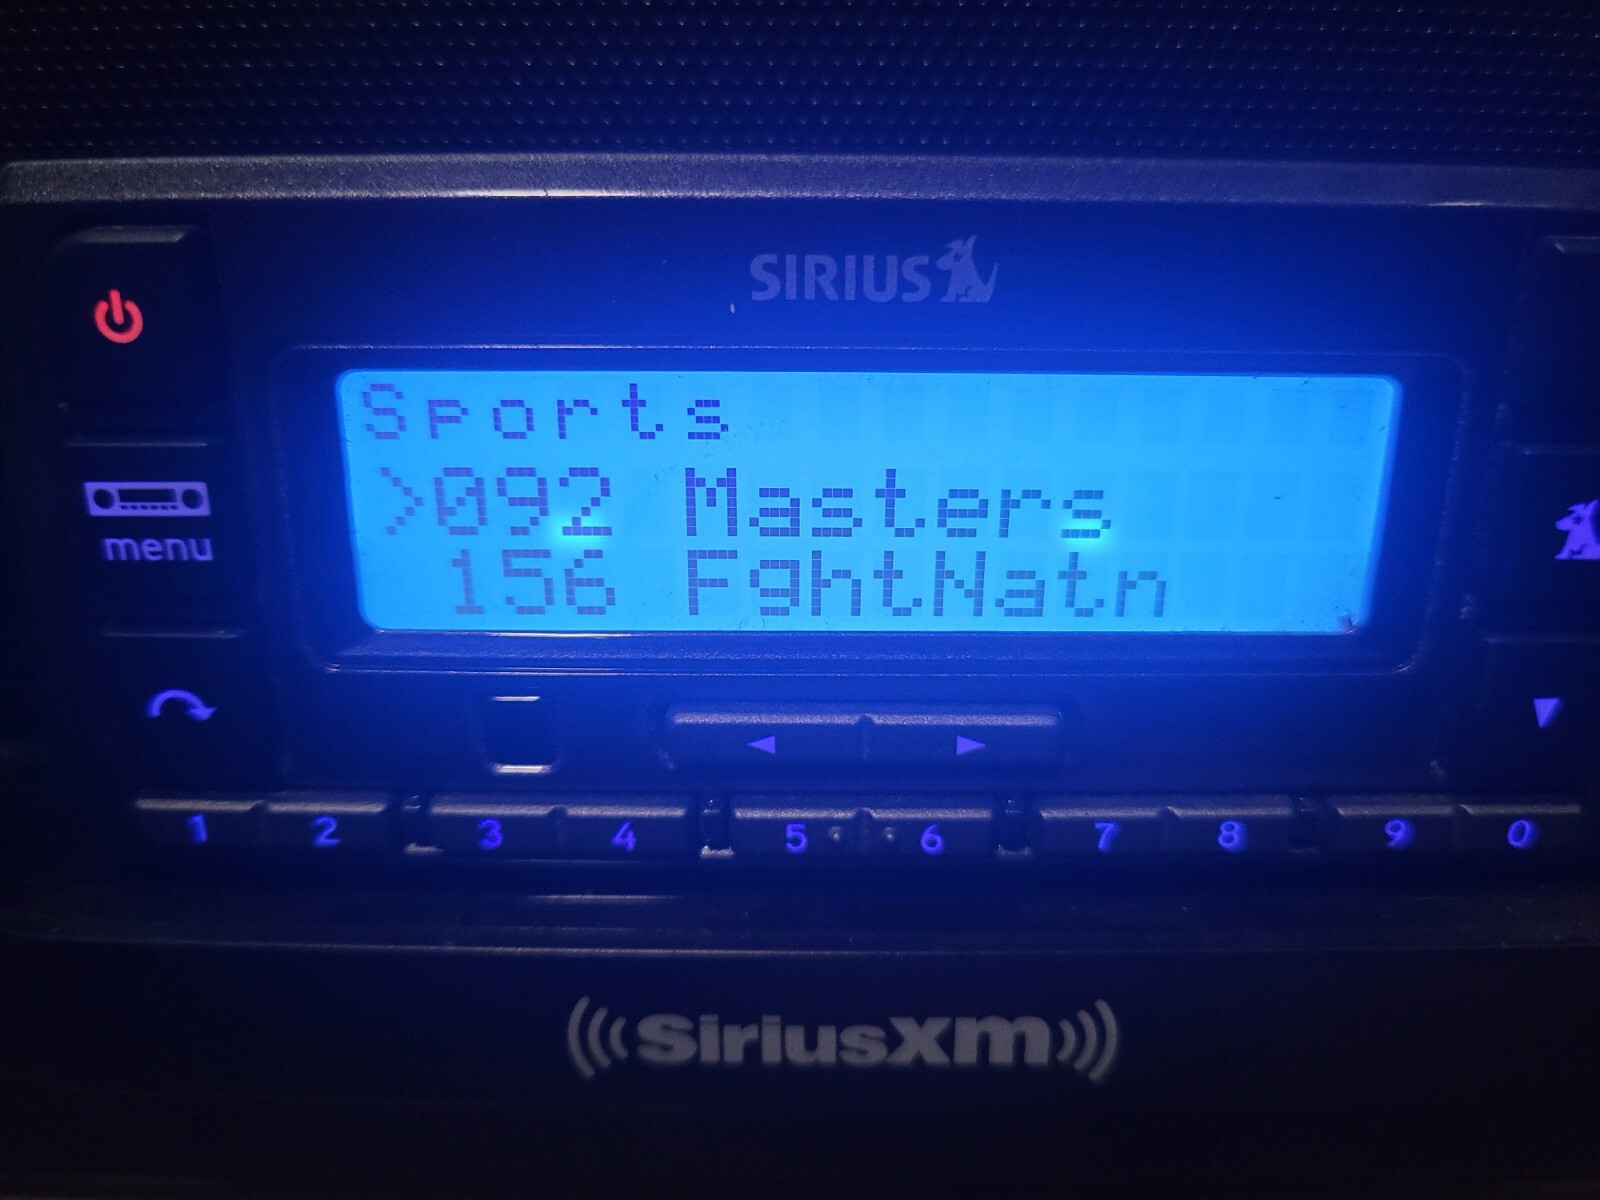 SIRIUS
Sports
>092 Masters
156 FghtNatn
menu
1 2 3 4 5 6 7 8 9 0
((( SiriusXM )))